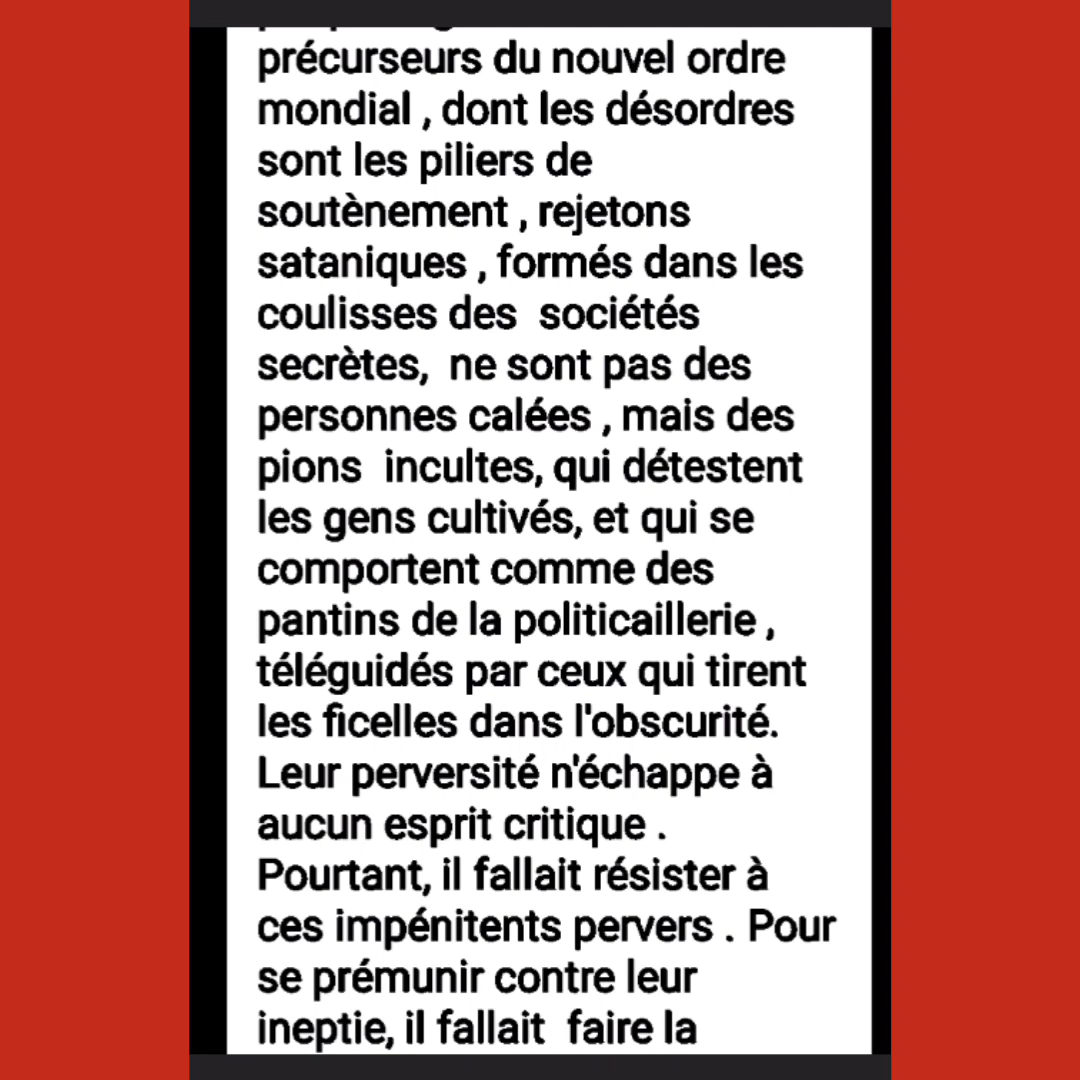 précurseurs du nouvel ordre
mondial , dont les désordres
sont les piliers de
soutènement , rejetons
sataniques , formés dans les
coulisses des  sociétés
secrètes,  ne sont pas des
personnes calées , mais des
pions  incultes, qui détestent
les gens cultivés, et qui se
comportent comme des
pantins de la politicaillerie ,
téléguidés par ceux qui tirent
les ficelles dans l'obscurité.
Leur perversité n'échappe à
aucun esprit critique .
Pourtant, il fallait résister à
ces impénitents pervers . Pour
se prémunir contre leur
ineptie, il fallait  faire la